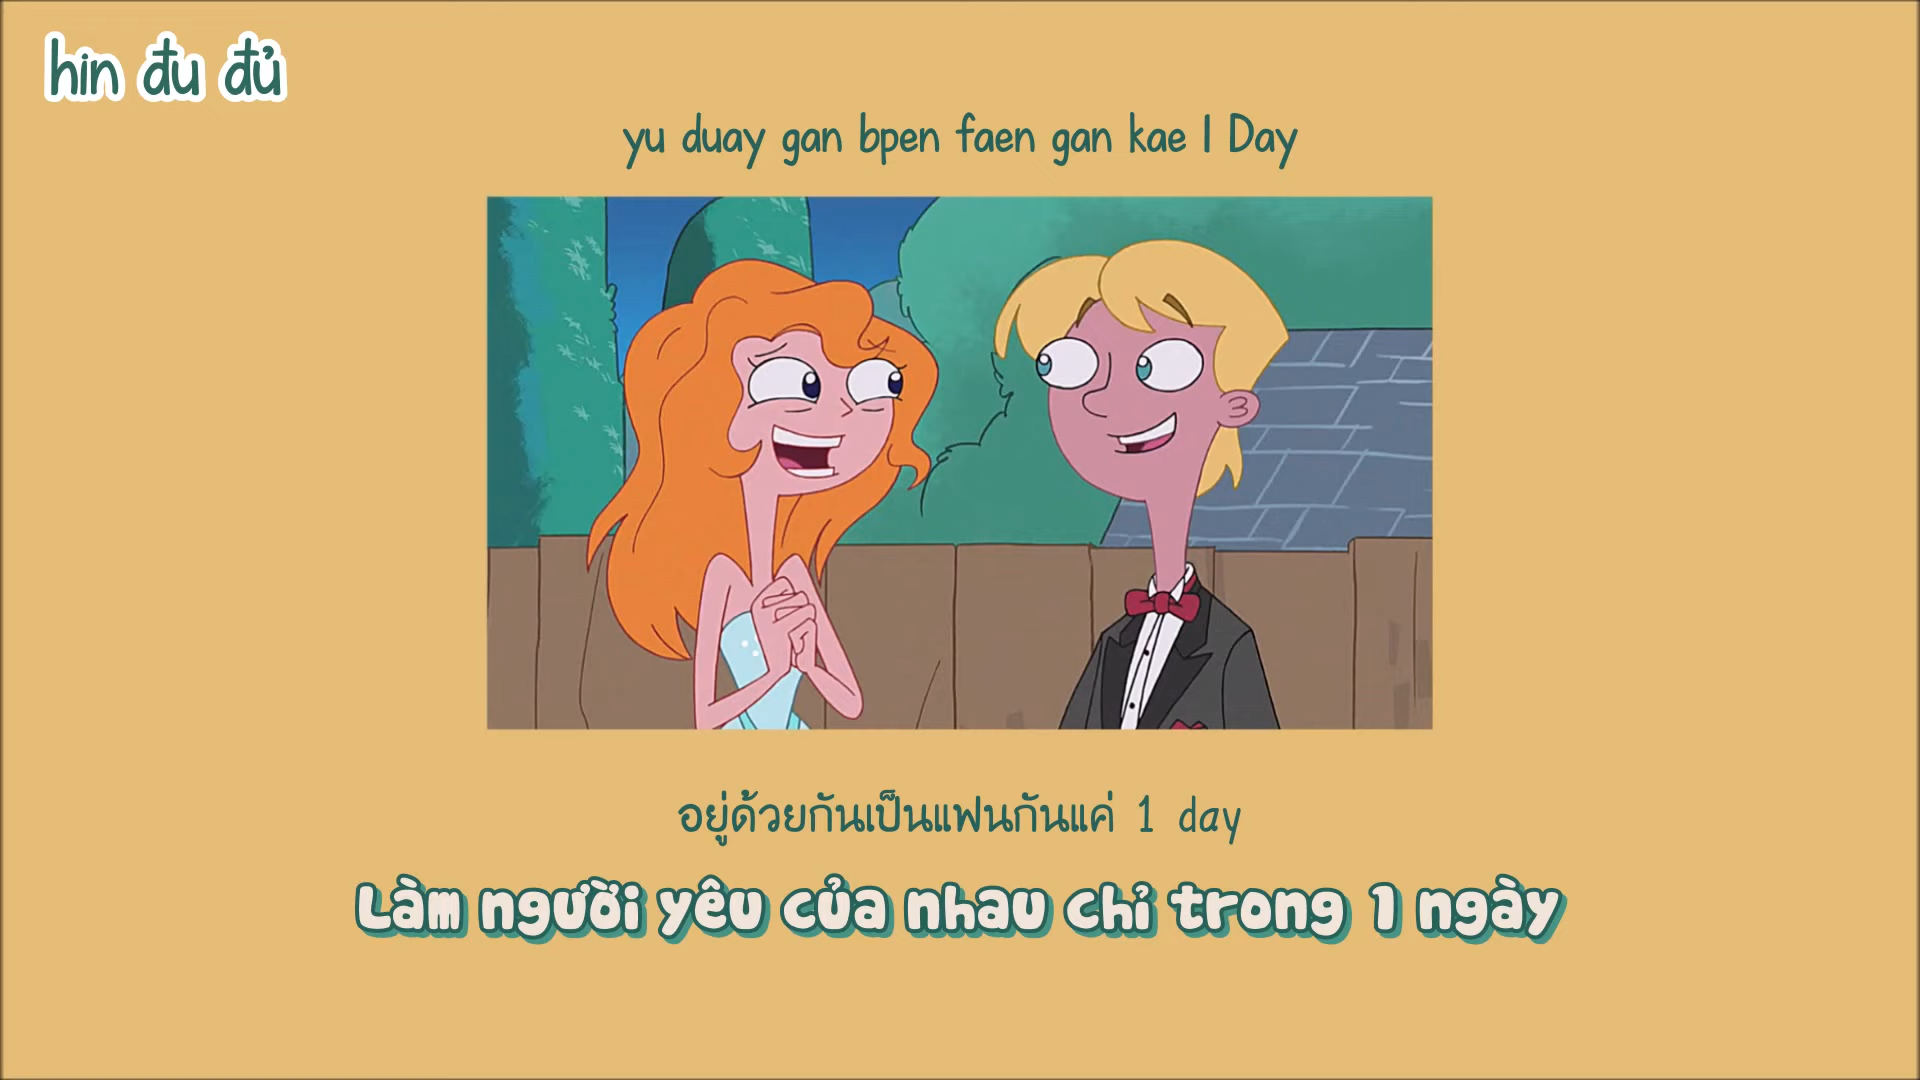 hin đu đủ
yu duay gan bpen faen gan kae 1 Day
อยู่ด้วยกันเป็นแฟนกันแค่ 1 day
Làm người yêu của nhau chỉ trong 1 ngày